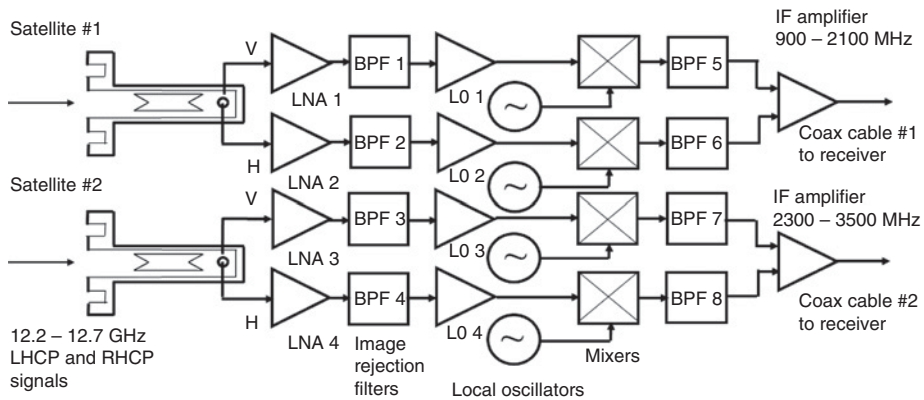 Satellite #1
IF amplifier
900 – 2100 MHz
V
BPF 1
BPF 5
LNA 1
L0 1
BPF 2
BPF 6
Coax cable #1
to receiver
H
LNA 2
L0 2
Satellite #2
IF amplifier
2300 – 3500 MHz
V
BPF 3
BPF 7
LNA 3
L0 3
BPF 4
BPF 8
Coax cable #2
to receiver
H
LNA 4
L0 4
12.2 – 12.7 GHz
LHCP and RHCP
signals
Image
rejection
filters
Mixers
Local oscillators